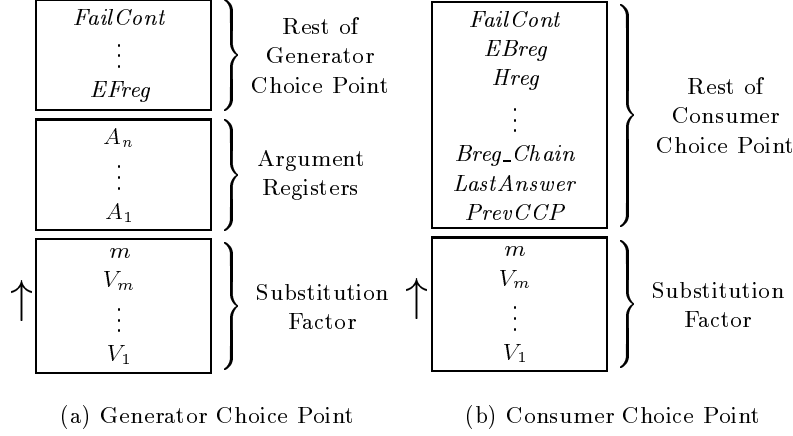 FailCont
⋮
EFreg
Rest of
Generator
Choice Point
A_n
⋮
A_1
Argument
Registers
m
V_m
⋮
V_1
Substitution
Factor
(a) Generator Choice Point
FailCont
EBreg
Hreg
⋮
Breg_Chain
LastAnswer
PrevCCP
Rest of
Consumer
Choice Point
m
V_m
⋮
V_1
Substitution
Factor
(b) Consumer Choice Point